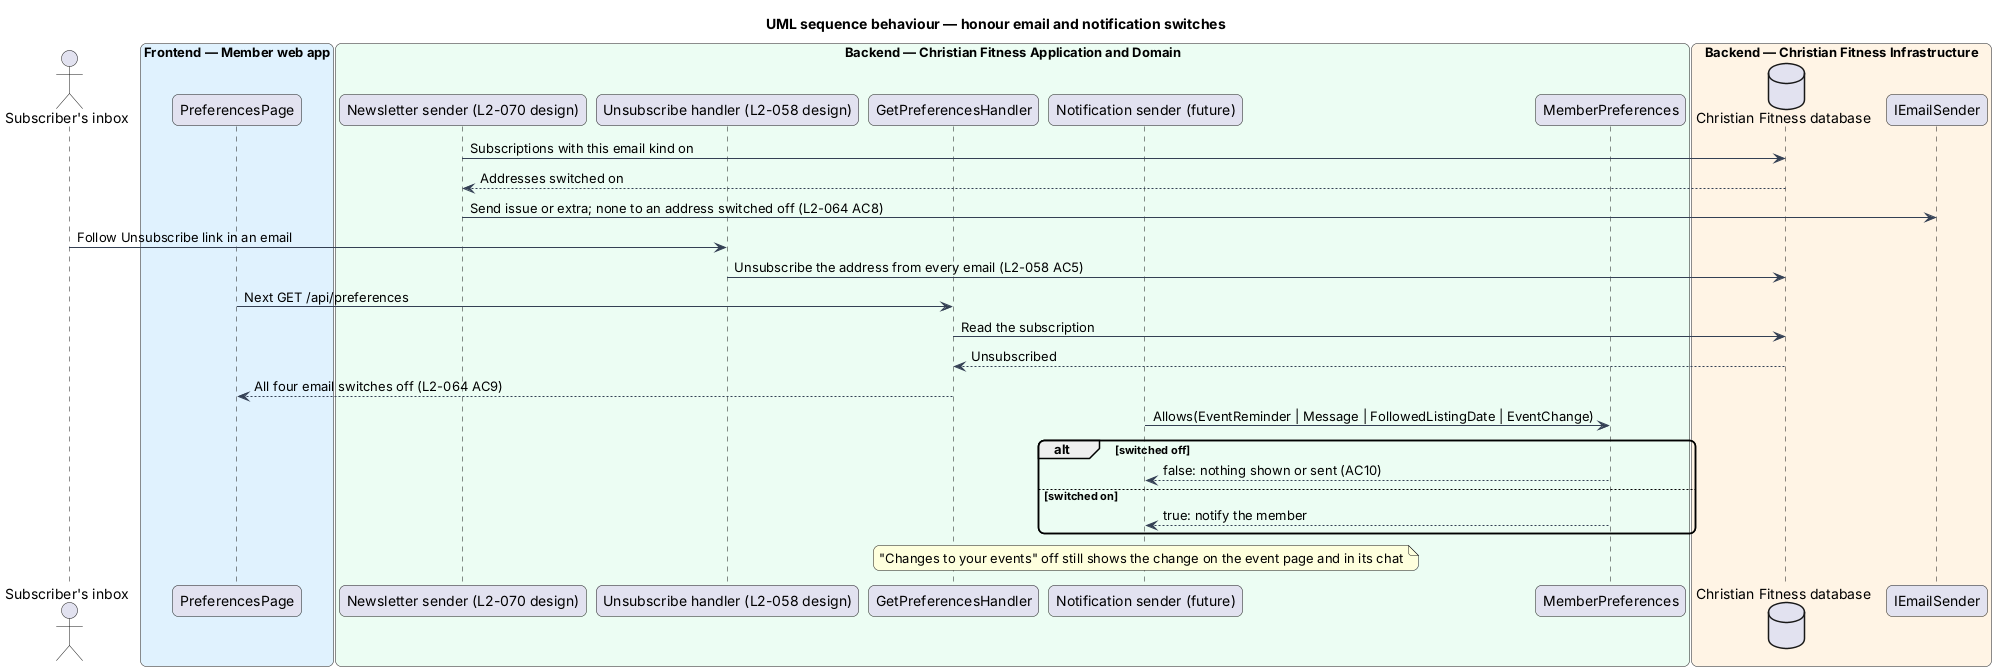 UML sequence behaviour — honour email and notification switches
Frontend — Member web app
Backend — Christian Fitness Application and Domain
Backend — Christian Fitness Infrastructure
Subscriber's inbox
PreferencesPage
Newsletter sender (L2-070 design)
Unsubscribe handler (L2-058 design)
GetPreferencesHandler
Notification sender (future)
MemberPreferences
Christian Fitness database
IEmailSender
Subscriptions with this email kind on
Addresses switched on
Send issue or extra; none to an address switched off (L2-064 AC8)
Follow Unsubscribe link in an email
Unsubscribe the address from every email (L2-058 AC5)
Next GET /api/preferences
Read the subscription
Unsubscribed
All four email switches off (L2-064 AC9)
Allows(EventReminder | Message | FollowedListingDate | EventChange)
alt
[switched off]
false: nothing shown or sent (AC10)
[switched on]
true: notify the member
"Changes to your events" off still shows the change on the event page and in its chat
Subscriber's inbox
PreferencesPage
Newsletter sender (L2-070 design)
Unsubscribe handler (L2-058 design)
GetPreferencesHandler
Notification sender (future)
MemberPreferences
Christian Fitness database
IEmailSender